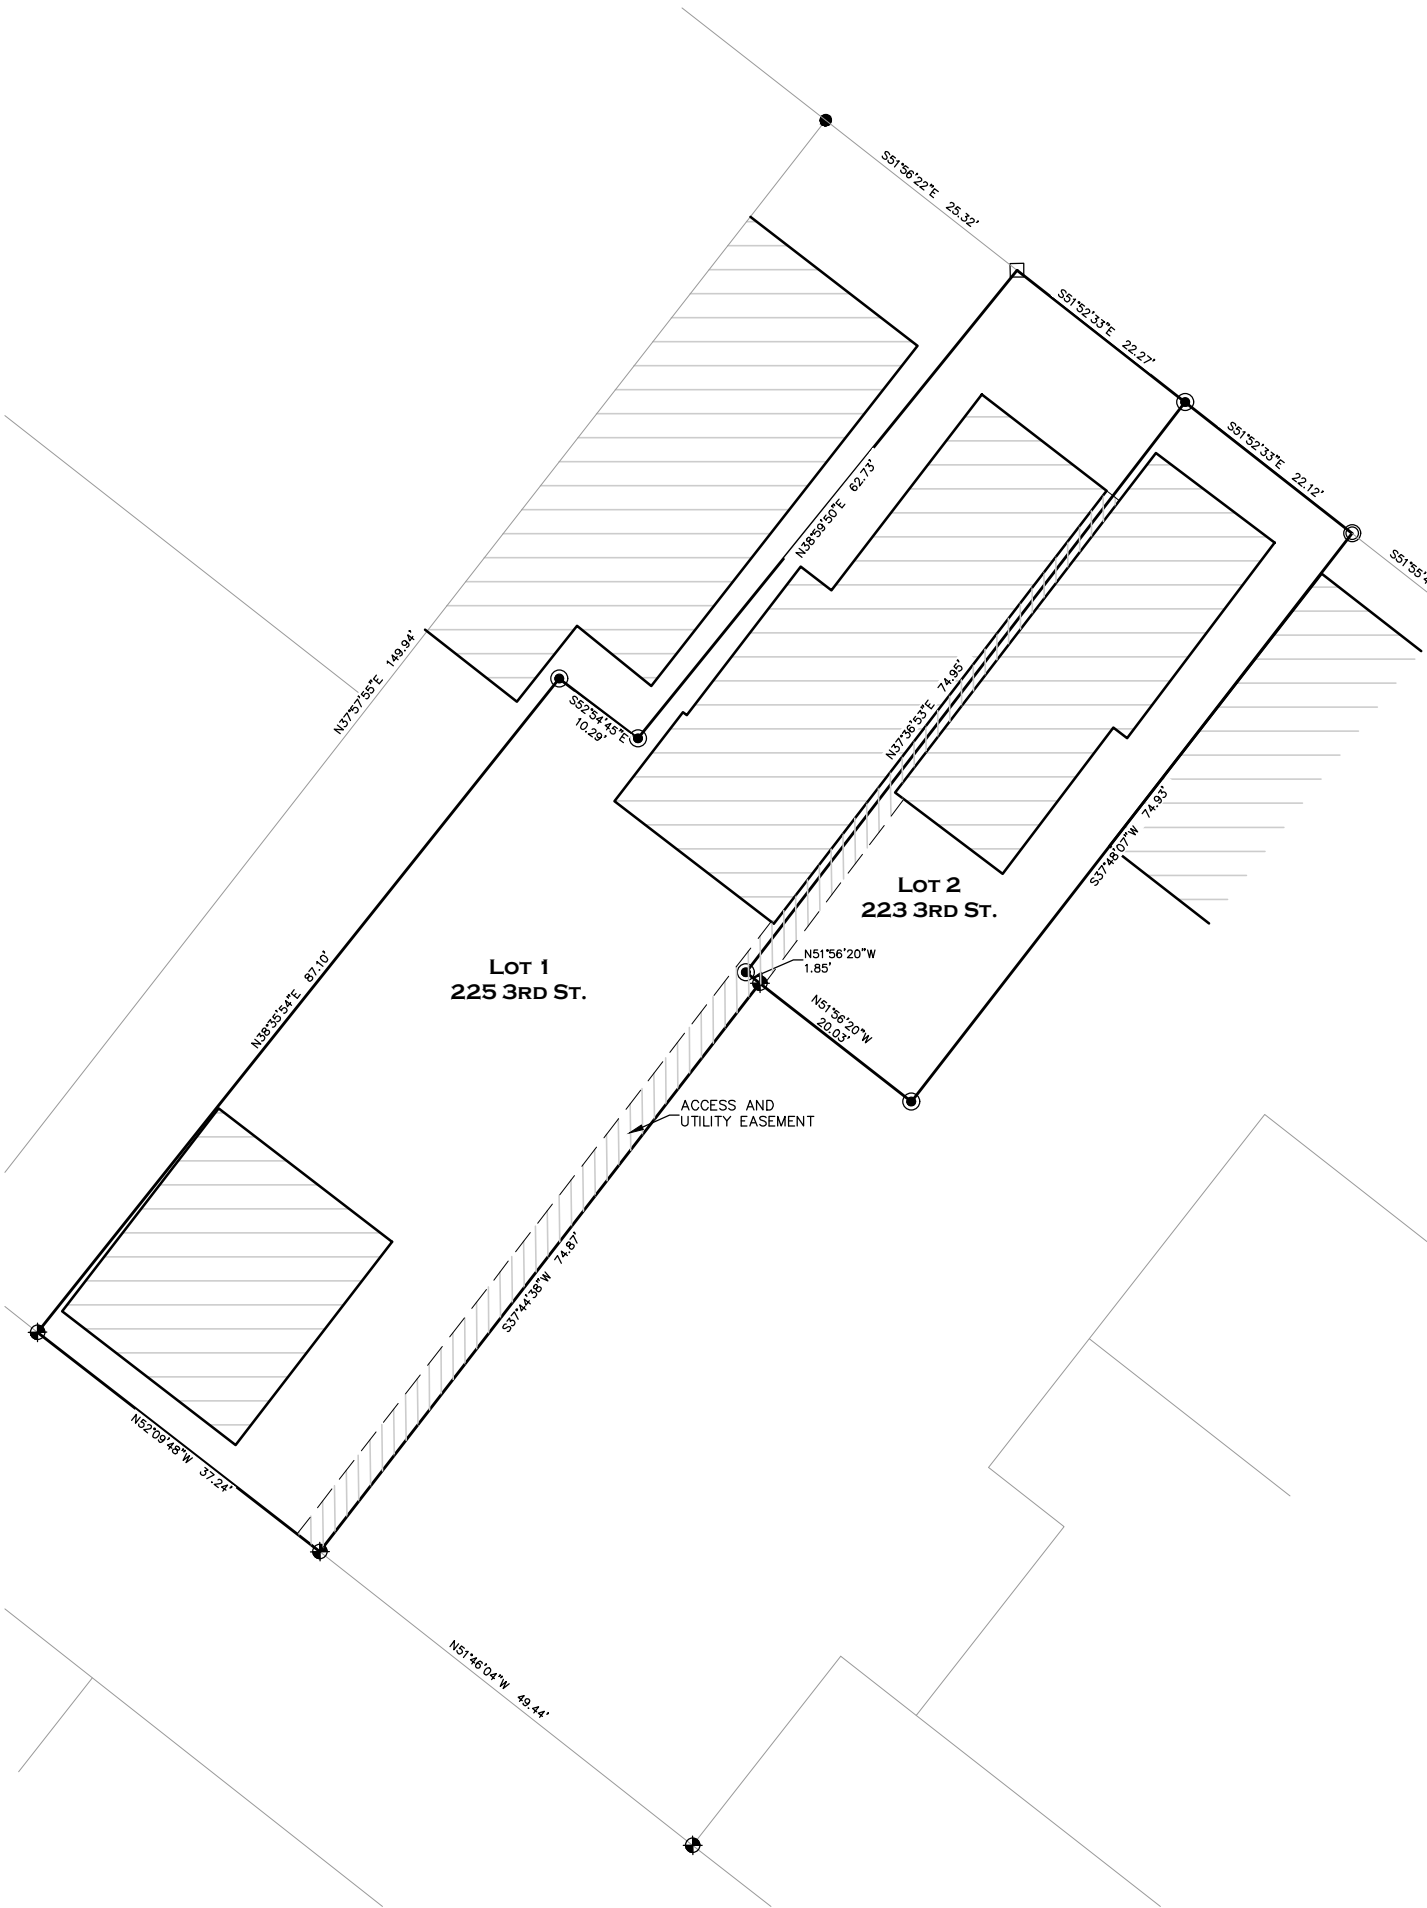 S51°56'22"E 25.32'
S51°52'33"E 22.27'
S51°52'33"E 22.12'
S51°55'4
N38°59'50"E 62.73'
N37°57'55"E 149.94'
S52°54'45"E
10.29'
N37°36'53"E 74.95'
S37°48'07"W 74.93'
LOT 2
223 3RD ST.
N51°56'20"W
1.85'
LOT 1
225 3RD ST.
N38°35'54"E 87.10'
N51°56'20"W
20.03'
ACCESS AND
UTILITY EASEMENT
S37°44'38"W 74.87'
N52°09'48"W 37.24'
N51°46'04"W 49.44'